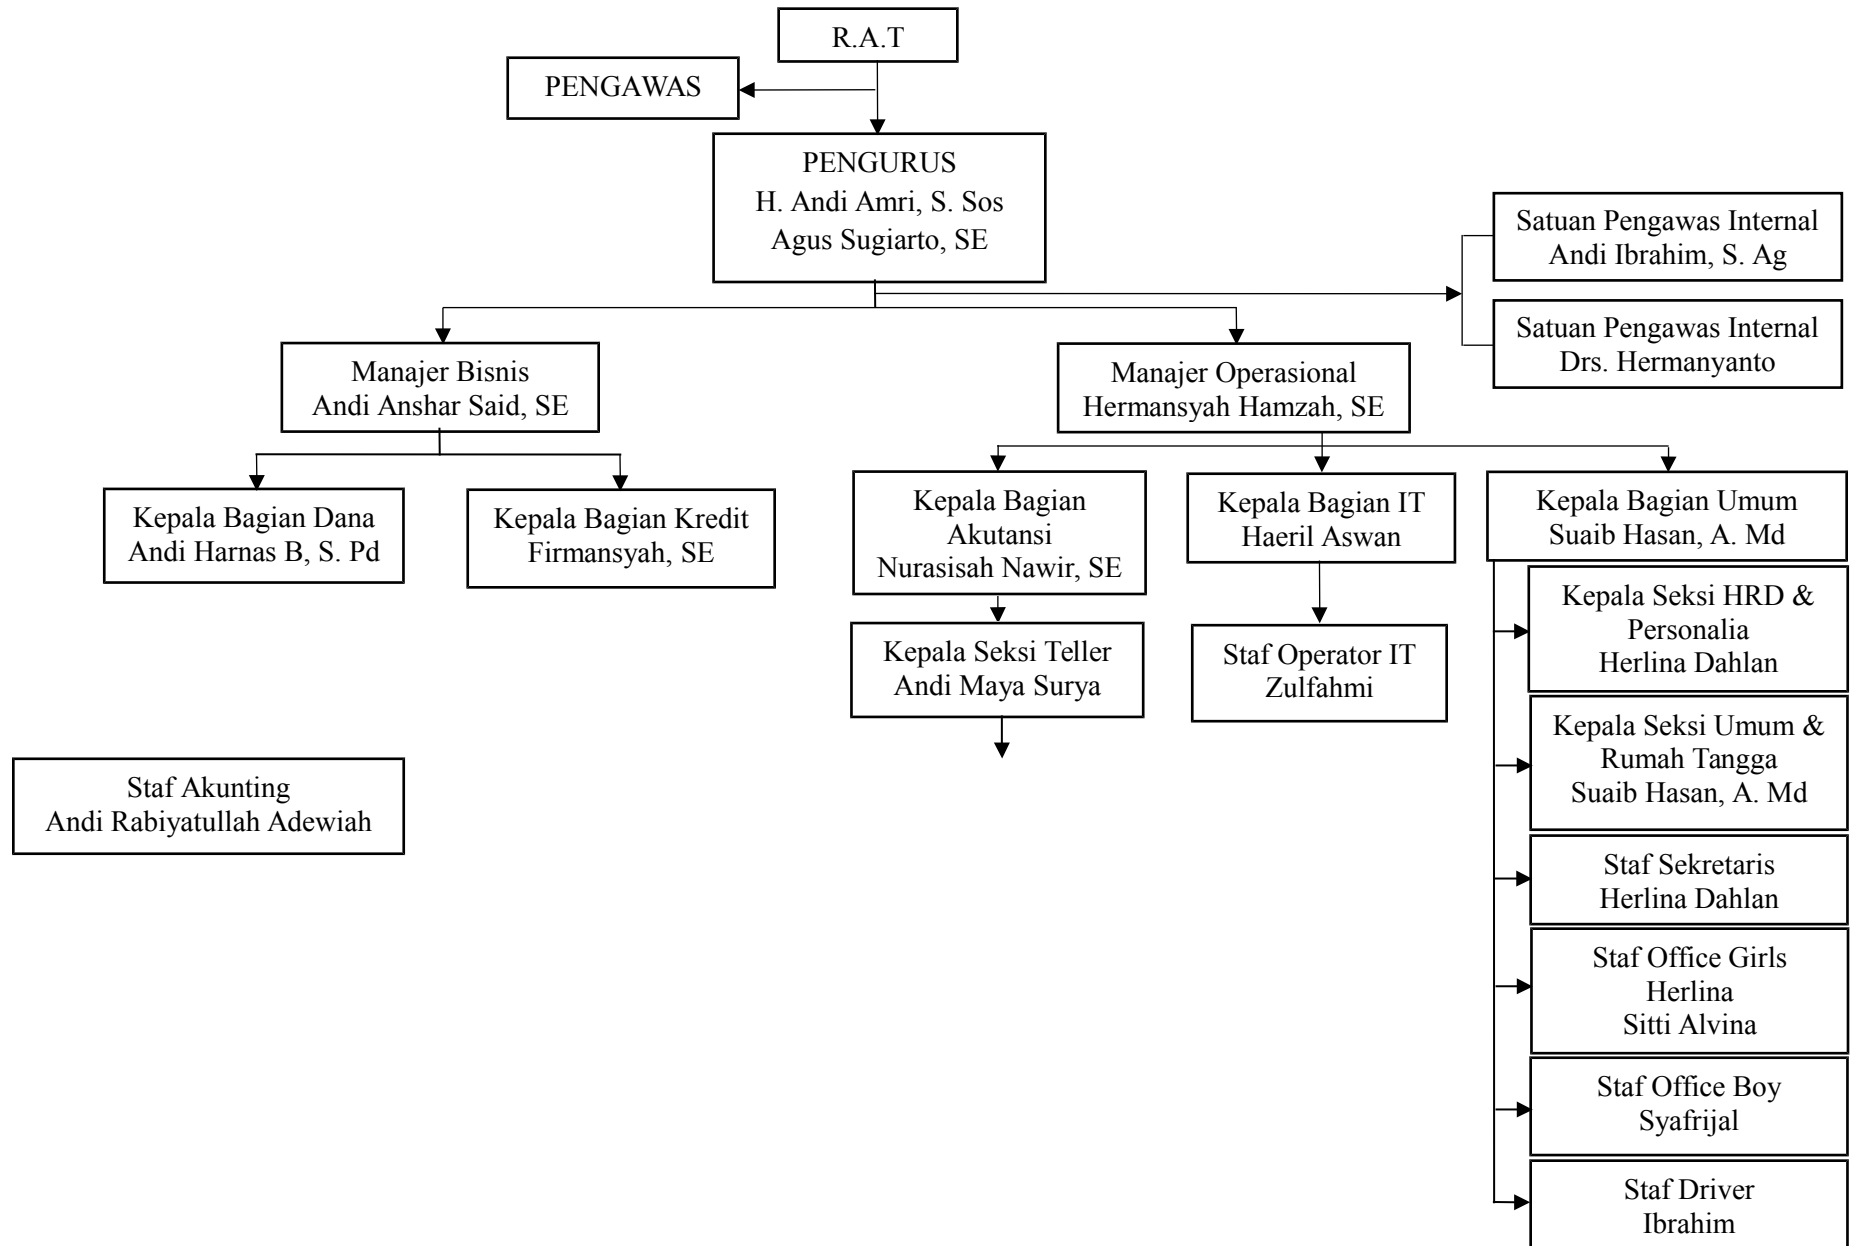 R.A.T
PENGAWAS
PENGURUS
H. Andi Amri, S. Sos
Agus Sugiarto, SE
Satuan Pengawas Internal
Andi Ibrahim, S. Ag
Satuan Pengawas Internal
Drs. Hermanyanto
Manajer Bisnis
Andi Anshar Said, SE
Manajer Operasional
Hermansyah Hamzah, SE
Kepala Bagian Dana
Andi Harnas B, S. Pd
Kepala Bagian Kredit
Firmansyah, SE
Kepala Bagian
Akutansi
Nurasisah Nawir, SE
Kepala Bagian IT
Haeril Aswan
Kepala Bagian Umum
Suaib Hasan, A. Md
Kepala Seksi Teller
Andi Maya Surya
Staf Operator IT
Zulfahmi
Kepala Seksi HRD &
Personalia
Herlina Dahlan
Kepala Seksi Umum &
Rumah Tangga
Suaib Hasan, A. Md
Staf Akunting
Andi Rabiyatullah Adewiah
Staf Sekretaris
Herlina Dahlan
Staf Office Girls
Herlina
Sitti Alvina
Staf Office Boy
Syafrijal
Staf Driver
Ibrahim